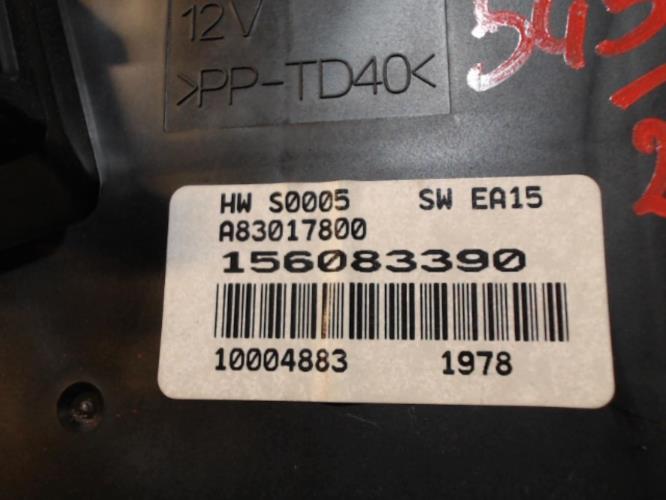 12V
>PP-TD40<
HW S0005 SW EA15
A83017800
156083390
10004883 1978